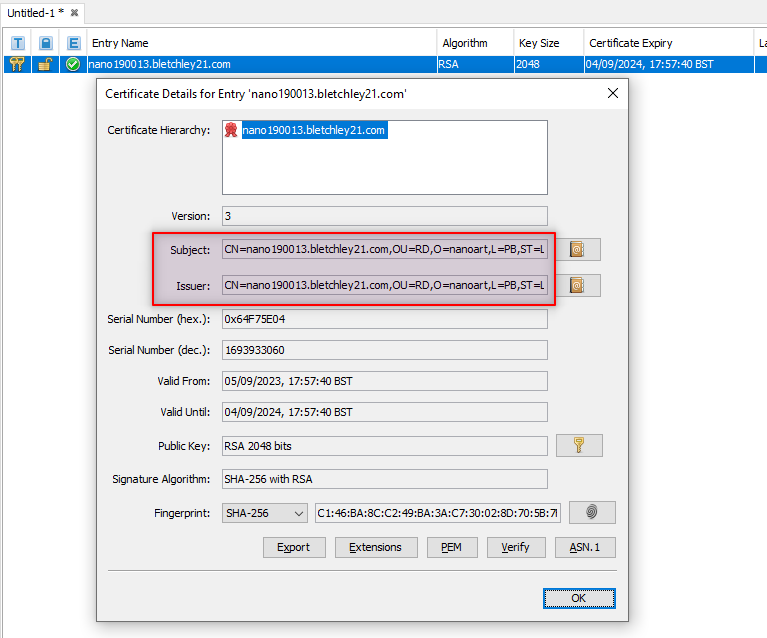 Untitled-1 *
T E Entry Name Algorithm Key Size Certificate Expiry
nano190013.bletchley21.com RSA 2048 04/09/2024, 17:57:40 BST
Certificate Details for Entry 'nano190013.bletchley21.com'
Certificate Hierarchy: nano190013.bletchley21.com
Version: 3
Subject: CN=nano190013.bletchley21.com,OU=RD,O=nanoart,L=PB,ST=L
Issuer: CN=nano190013.bletchley21.com,OU=RD,O=nanoart,L=PB,ST=L
Serial Number (hex.): 0x64F75E04
Serial Number (dec.): 1693933060
Valid From: 05/09/2023, 17:57:40 BST
Valid Until: 04/09/2024, 17:57:40 BST
Public Key: RSA 2048 bits
Signature Algorithm: SHA-256 with RSA
Fingerprint: SHA-256 C1:46:BA:8C:C2:49:BA:3A:C7:30:02:8D:70:5B:7
Export Extensions PEM Verify ASN.1
OK